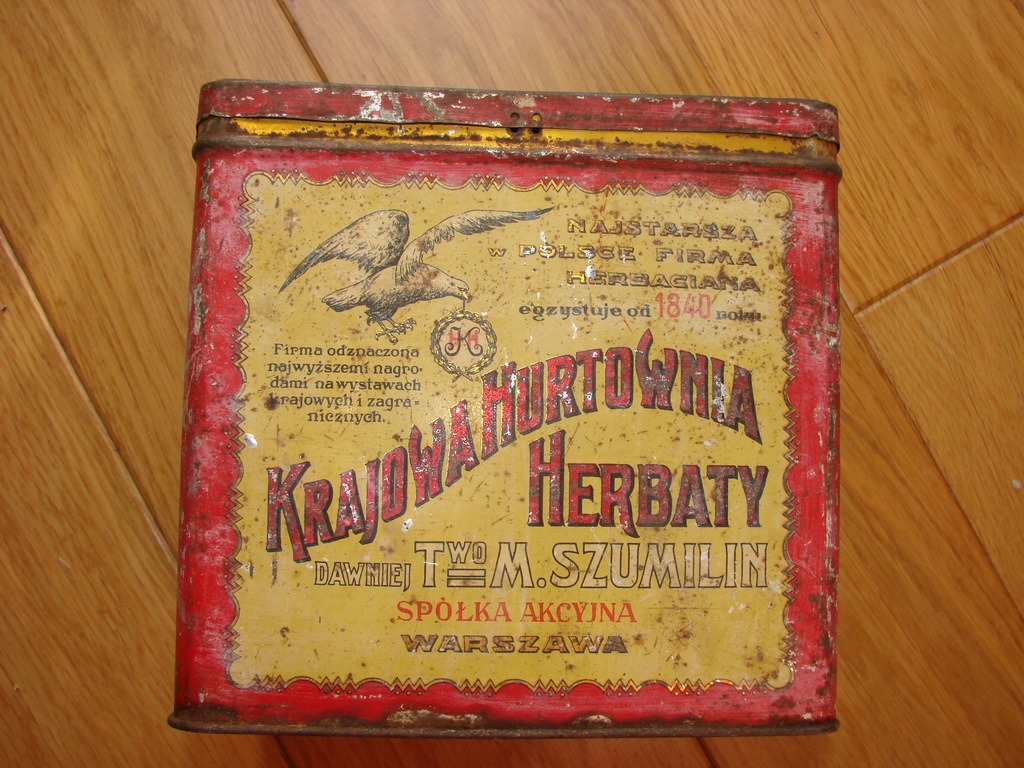 NAJSTARSZA
w POLSCE FIRMA
HERBACIANA
egzystuje od 1840 roku
Firma odznaczona
najwyższemi nagro-
dami na wystawach
krajowych i zagra-
nicznych.
KRAJOWA HURTOWNIA
HERBATY
DAWNIEJ TWO M. SZUMILIN
SPÓŁKA AKCYJNA
WARSZAWA